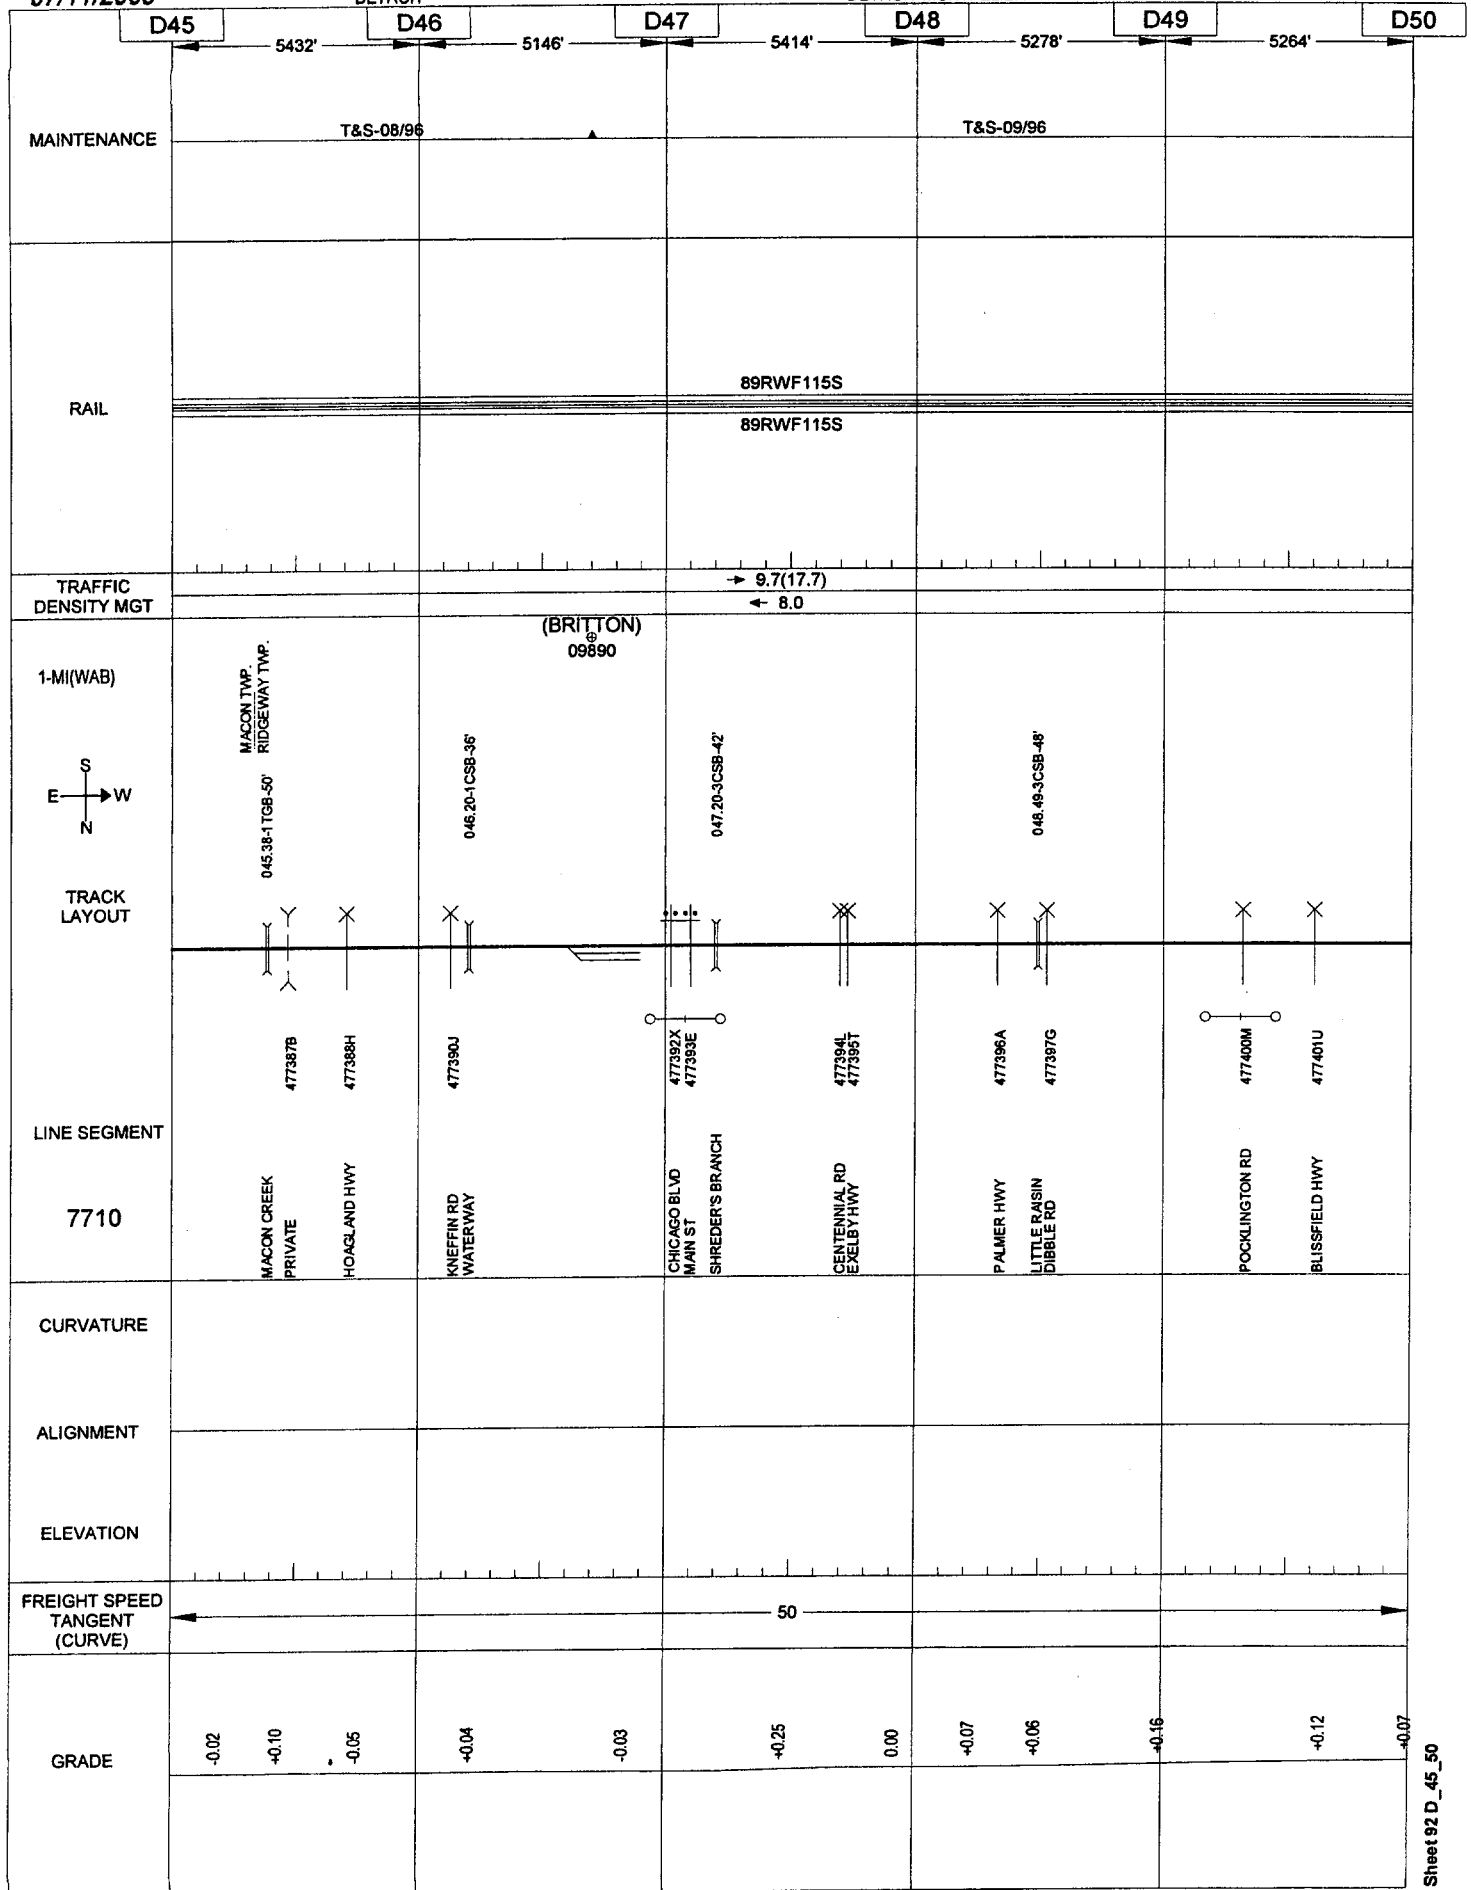 D45 D46 D47 D48 D49 D50
5432' 5146' 5414' 5278' 5264'
MAINTENANCE
T&S-08/96
T&S-09/96
RAIL
89RWF115S
89RWF115S
TRAFFIC
DENSITY MGT
9.7(17.7)
8.0
(BRITTON)
09890
1-MI(WAB)
MACON TWP.
RIDGEWAY TWP.
S
E W
N
045.38-1TGB-50'
046.20-1CSB-36'
047.20-3CSB-42'
048.49-3CSB-48'
TRACK
LAYOUT
477387B
477388H
477390J
477392X
477393E
477394L
477395T
477396A
477397G
477400M
477401U
LINE SEGMENT
7710
MACON CREEK
PRIVATE
HOAGLAND HWY
KNEFFIN RD
WATERWAY
CHICAGO BLVD
MAIN ST
SHREDER'S BRANCH
CENTENNIAL RD
EXELBY HWY
PALMER HWY
LITTLE RAISIN
DIBBLE RD
POCKLINGTON RD
BLISSFIELD HWY
CURVATURE
ALIGNMENT
ELEVATION
FREIGHT SPEED
TANGENT
(CURVE)
50
GRADE
-0.02
+0.10
-0.05
+0.04
-0.03
+0.25
0.00
+0.07
+0.06
+0.16
+0.12
+0.07
Sheet 92 D_45_50